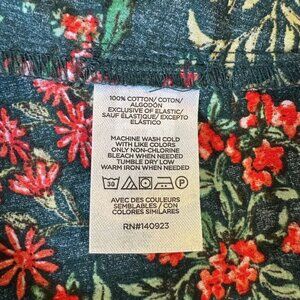 100% COTTON/ COTON/
ALGODÓN
EXCLUSIVE OF ELASTIC/
SAUF ÉLASTIQUE/ EXCEPTO
ELÁSTICO
MACHINE WASH COLD
WITH LIKE COLORS
ONLY NON-CHLORINE
BLEACH WHEN NEEDED
TUMBLE DRY LOW
WARM IRON WHEN NEEDED
30 P
AVEC DES COULEURS
SIMILAIRES / CON
COLORES SIMILARES
RN#140923